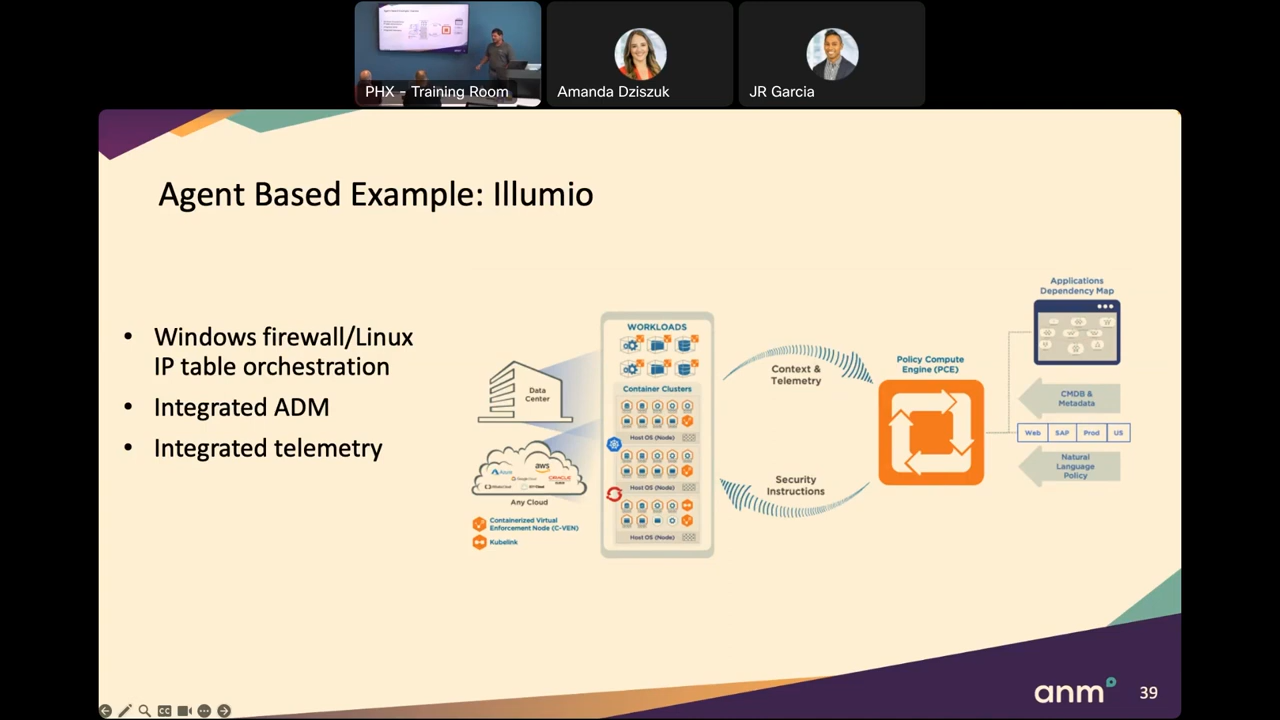 PHX - Training Room
Amanda Dziszuk
JR Garcia
Agent Based Example: Illumio
• Windows firewall/Linux
IP table orchestration
• Integrated ADM
• Integrated telemetry
Data
Center
Azure
aws
ORACLE
Any Cloud
Containerized Virtual
Enforcement Node (C-VEN)
Kubelink
WORKLOADS
Container Clusters
Host OS (Node)
Host OS (Node)
Host OS (Node)
Context &
Telemetry
Security
Instructions
Policy Compute
Engine (PCE)
Applications
Dependency Map
CMDB &
Metadata
Web SAP Prod US
Natural
Language
Policy
anm
39
CC